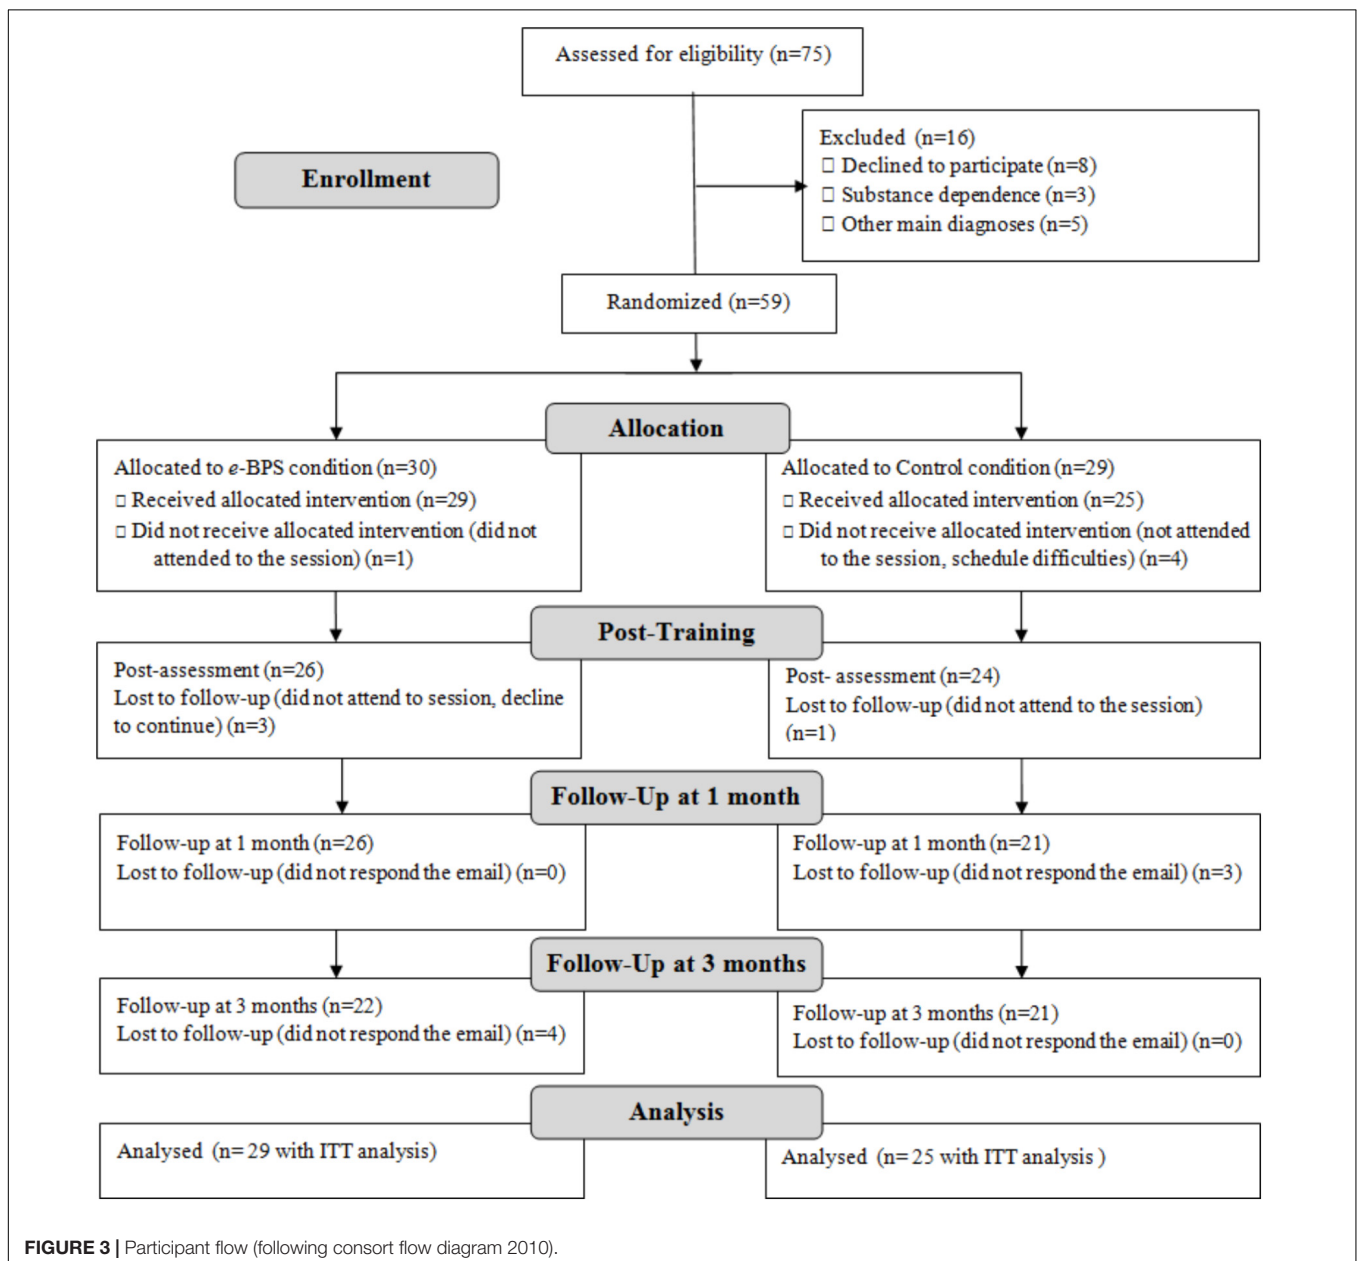 Assessed for eligibility (n=75)
Excluded (n=16)
□ Declined to participate (n=8)
□ Substance dependence (n=3)
□ Other main diagnoses (n=5)
Enrollment
Randomized (n=59)
Allocation
Allocated to e-BPS condition (n=30)
□ Received allocated intervention (n=29)
□ Did not receive allocated intervention (did not
attended to the session) (n=1)
Allocated to Control condition (n=29)
□ Received allocated intervention (n=25)
□ Did not receive allocated intervention (not attended
to the session, schedule difficulties) (n=4)
Post-Training
Post-assessment (n=26)
Lost to follow-up (did not attend to session, decline
to continue) (n=3)
Post- assessment (n=24)
Lost to follow-up (did not attend to the session)
(n=1)
Follow-Up at 1 month
Follow-up at 1 month (n=26)
Lost to follow-up (did not respond the email) (n=0)
Follow-up at 1 month (n=21)
Lost to follow-up (did not respond the email) (n=3)
Follow-Up at 3 months
Follow-up at 3 months (n=22)
Lost to follow-up (did not respond the email) (n=4)
Follow-up at 3 months (n=21)
Lost to follow-up (did not respond the email) (n=0)
Analysis
Analysed (n= 29 with ITT analysis)
Analysed (n= 25 with ITT analysis )
FIGURE 3 | Participant flow (following consort flow diagram 2010).